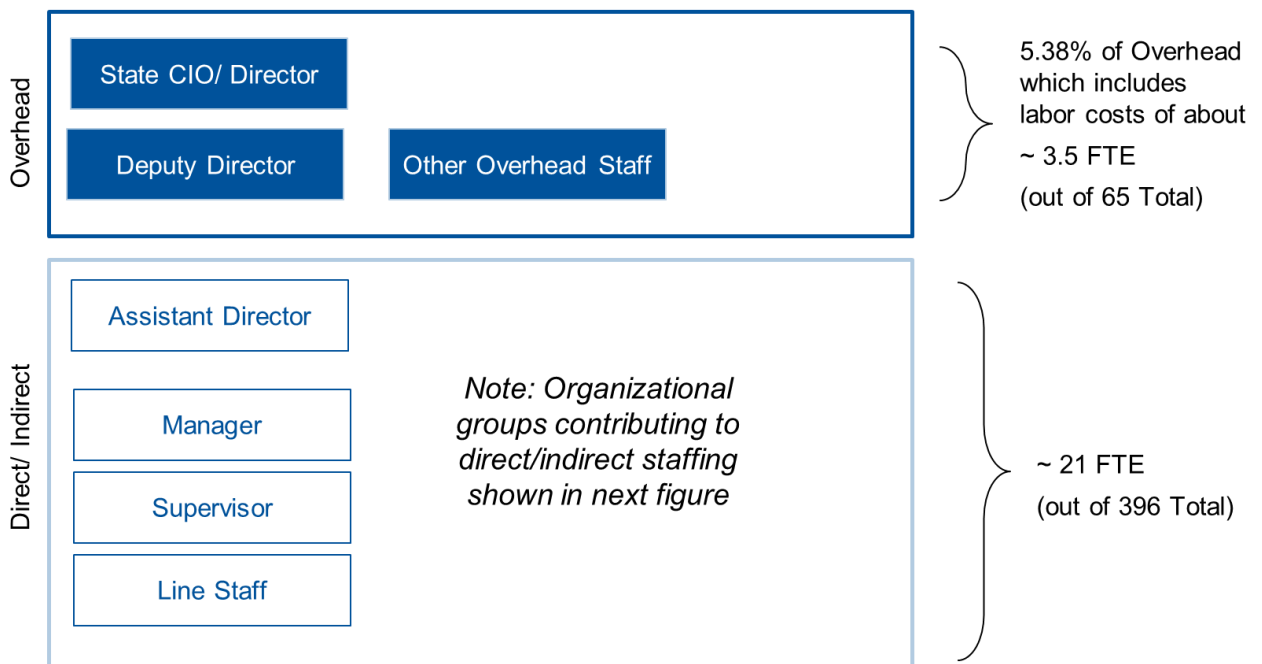 Overhead
State CIO/ Director
Deputy Director
Other Overhead Staff
5.38% of Overhead
which includes
labor costs of about
~ 3.5 FTE
(out of 65 Total)
Direct/ Indirect
Assistant Director
Manager
Supervisor
Line Staff
Note: Organizational
groups contributing to
direct/indirect staffing
shown in next figure
~ 21 FTE
(out of 396 Total)